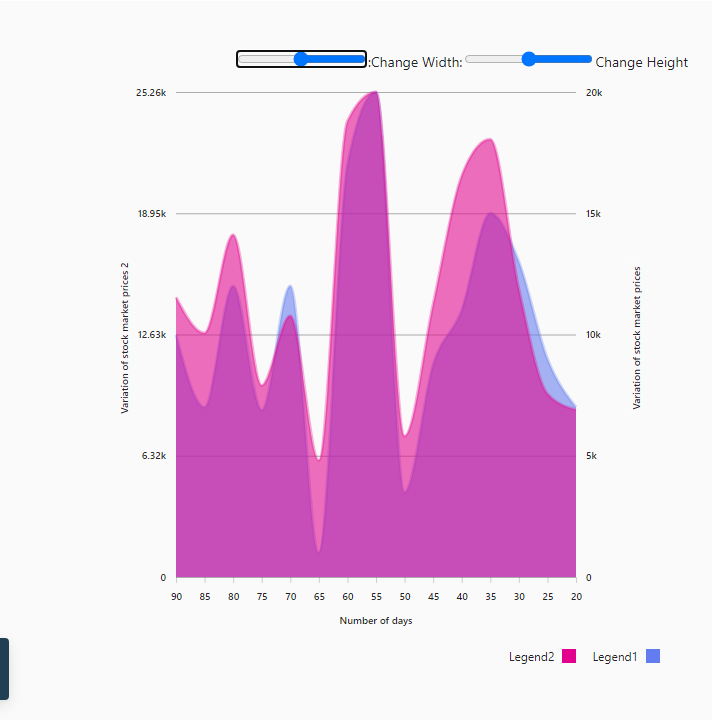 :Change Width: Change Height
25.26k 20k
18.95k 15k
12.63k 10k
6.32k 5k
0 0
Variation of stock market prices 2
Variation of stock market prices
90 85 80 75 70 65 60 55 50 45 40 35 30 25 20
Number of days
Legend2 Legend1